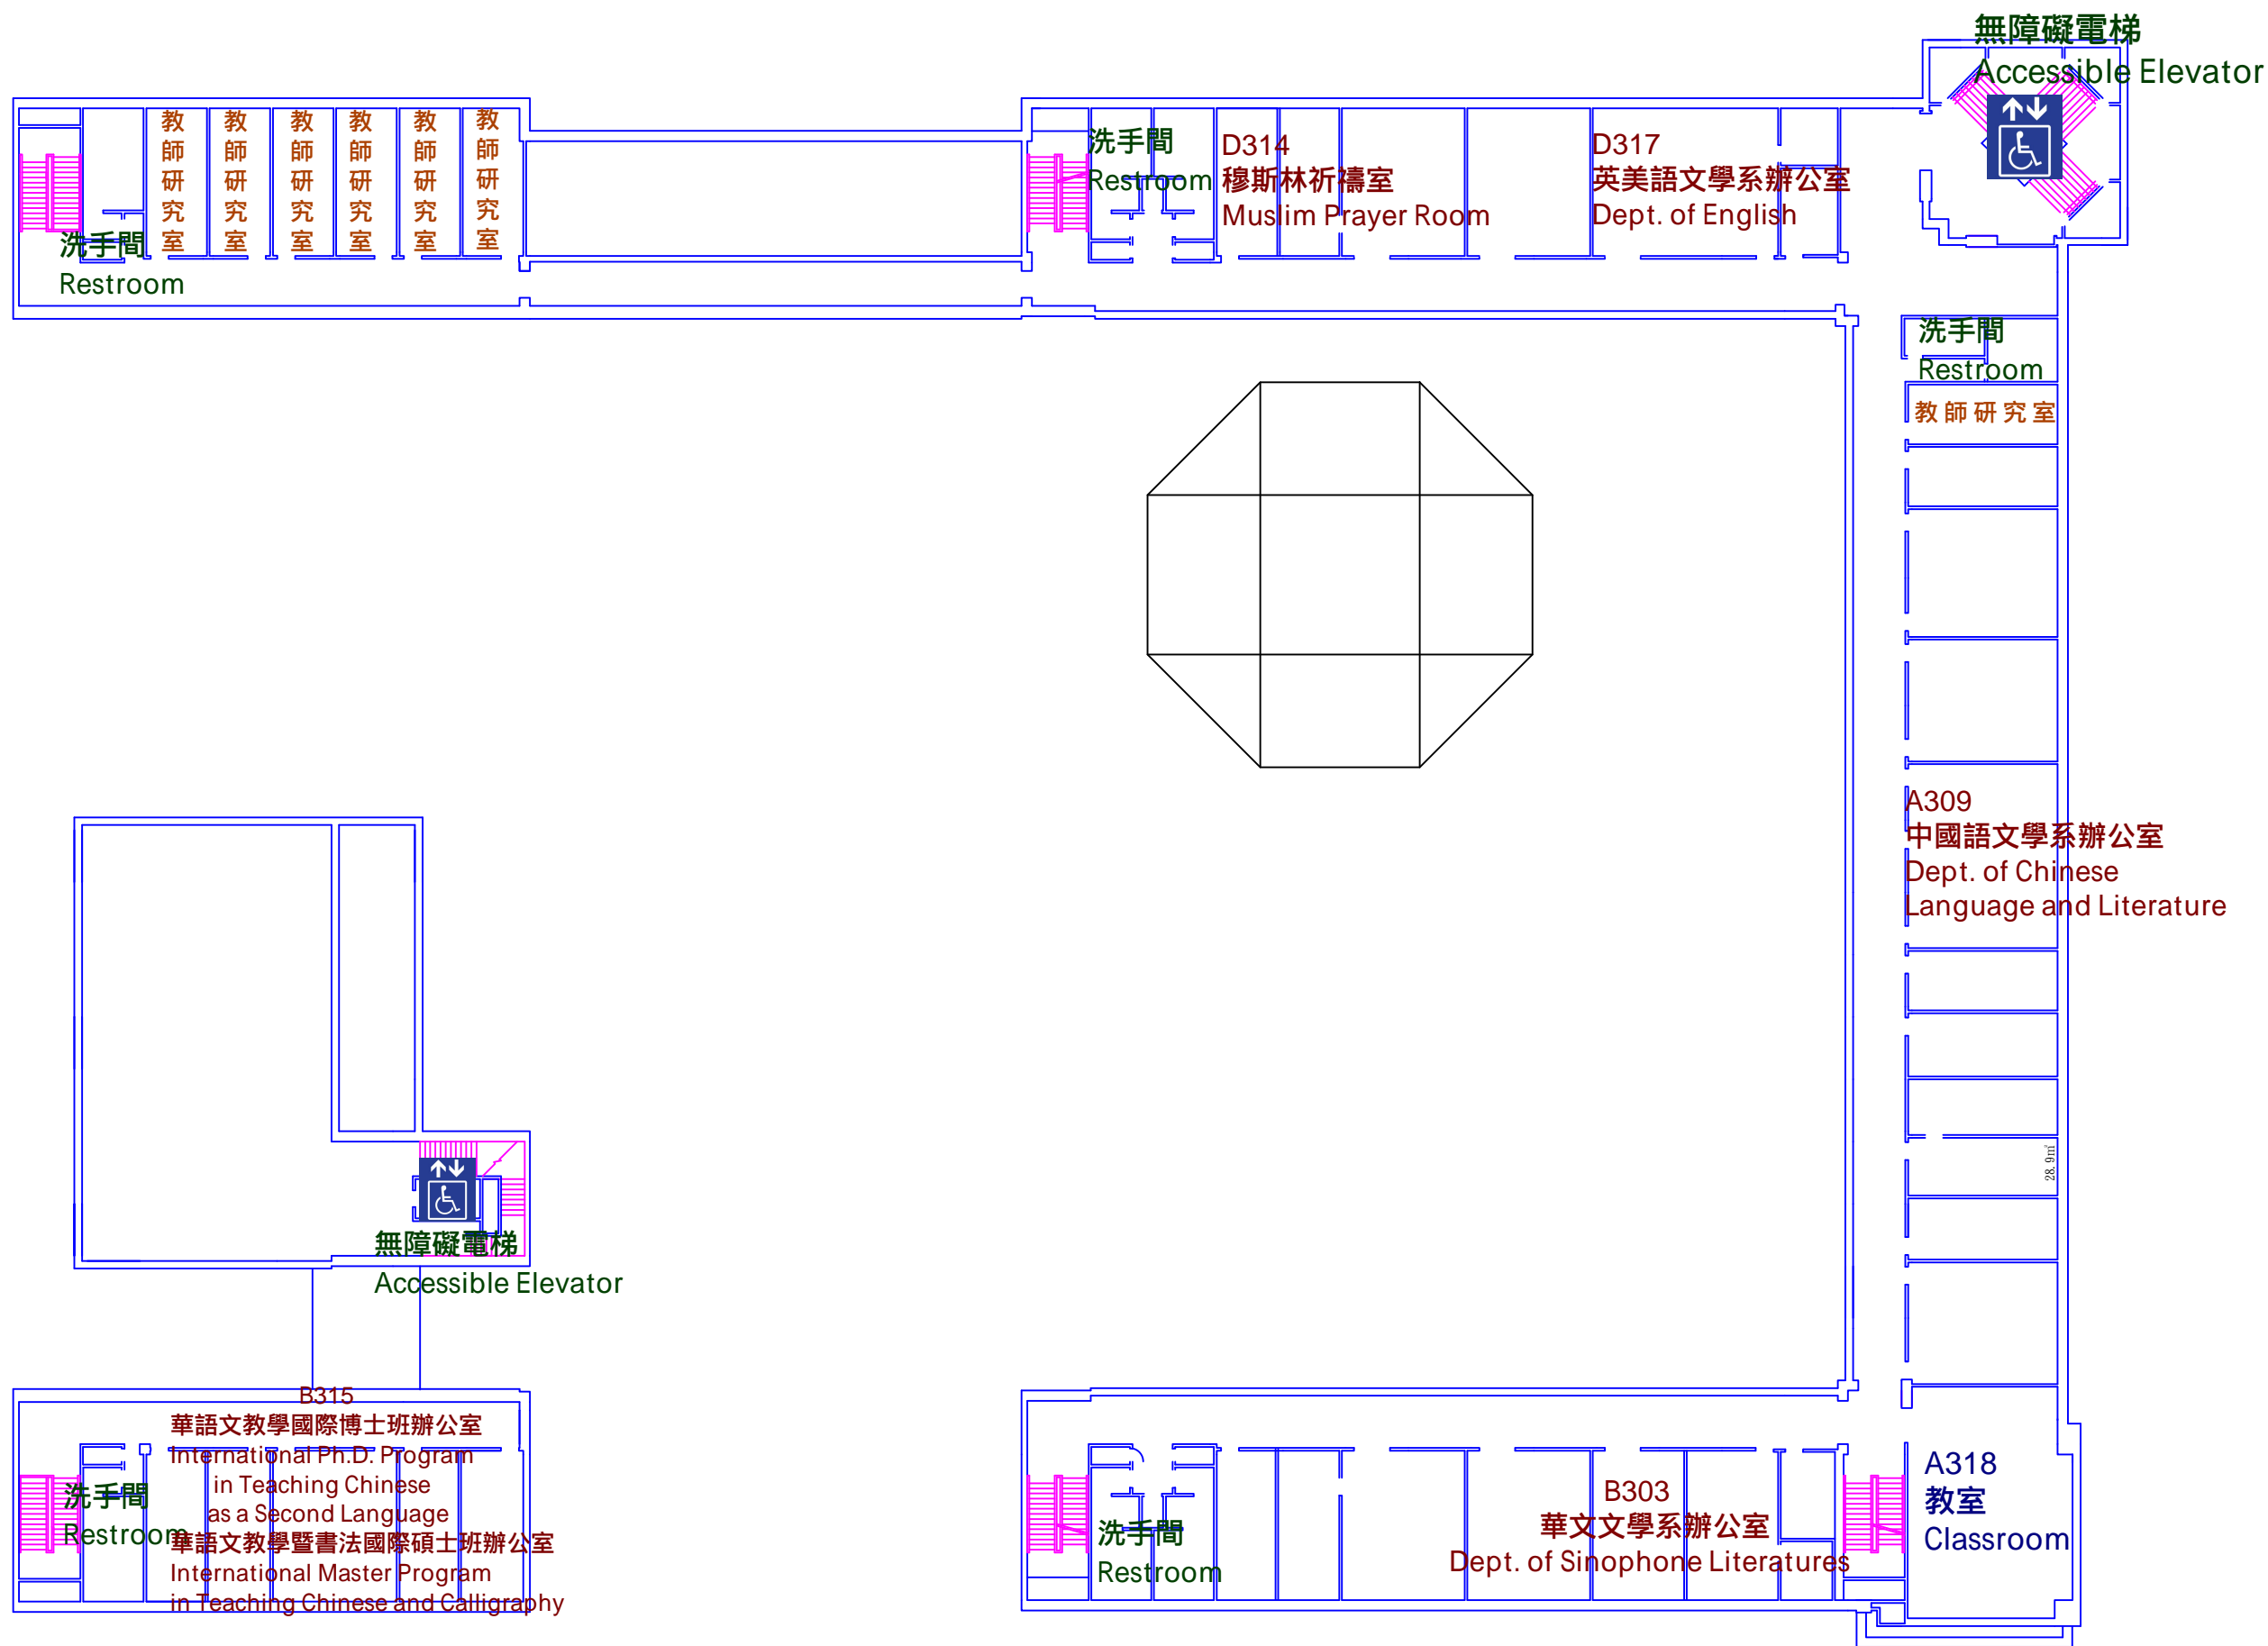 無障礙電梯
Accessible Elevator
教師研究室
教師研究室
教師研究室
教師研究室
教師研究室
教師研究室
洗手間
Restroom
洗手間
Restroom
D314
穆斯林祈禱室
Muslim Prayer Room
D317
英美語文學系辦公室
Dept. of English
洗手間
Restroom
教師研究室
A309
中國語文學系辦公室
Dept. of Chinese
Language and Literature
28.9㎡
無障礙電梯
Accessible Elevator
B315
華語文教學國際博士班辦公室
International Ph.D. Program
in Teaching Chinese
as a Second Language
華語文教學暨書法國際碩士班辦公室
International Master Program
in Teaching Chinese and Calligraphy
洗手間
Restroom
洗手間
Restroom
B303
華文文學系辦公室
Dept. of Sinophone Literatures
A318
教室
Classroom